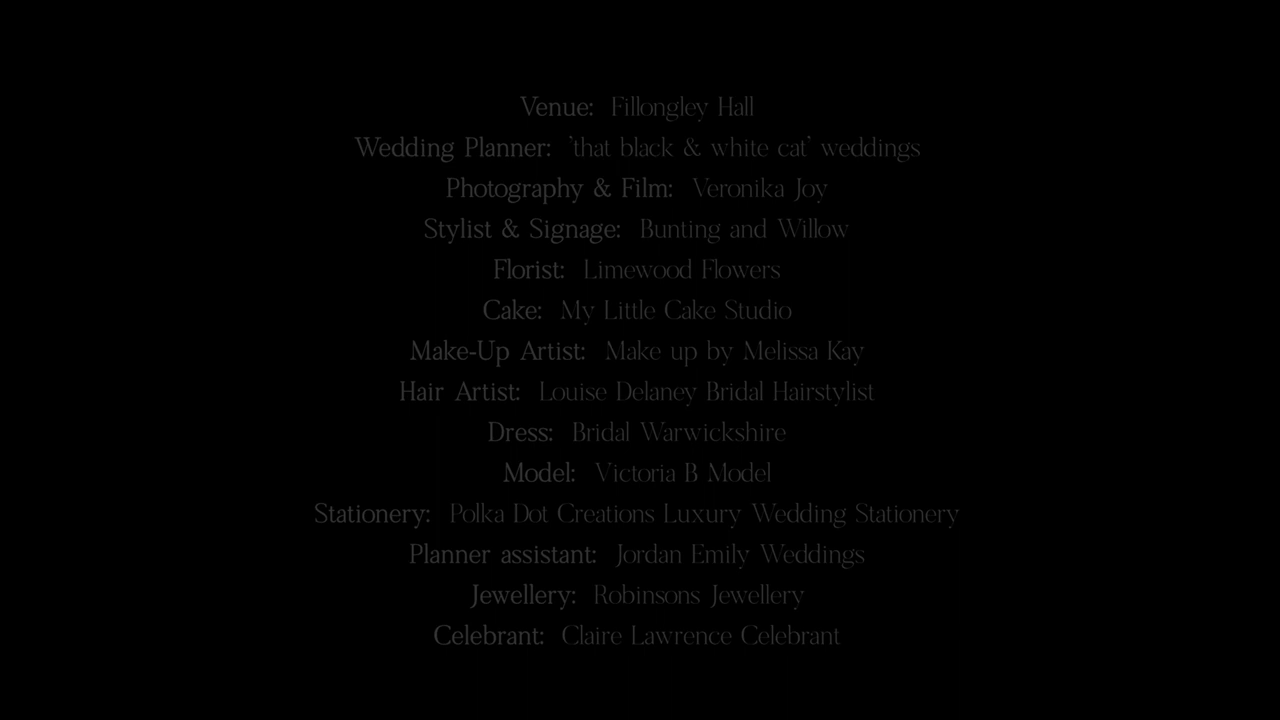 Venue: Fillongley Hall
Wedding Planner: 'that black & white cat' weddings
Photography & Film: Veronika Joy
Stylist & Signage: Bunting and Willow
Florist: Limewood Flowers
Cake: My Little Cake Studio
Make-Up Artist: Make up by Melissa Kay
Hair Artist: Louise Delaney Bridal Hairstylist
Dress: Bridal Warwickshire
Model: Victoria B Model
Stationery: Polka Dot Creations Luxury Wedding Stationery
Planner assistant: Jordan Emily Weddings
Jewellery: Robinsons Jewellery
Celebrant: Claire Lawrence Celebrant